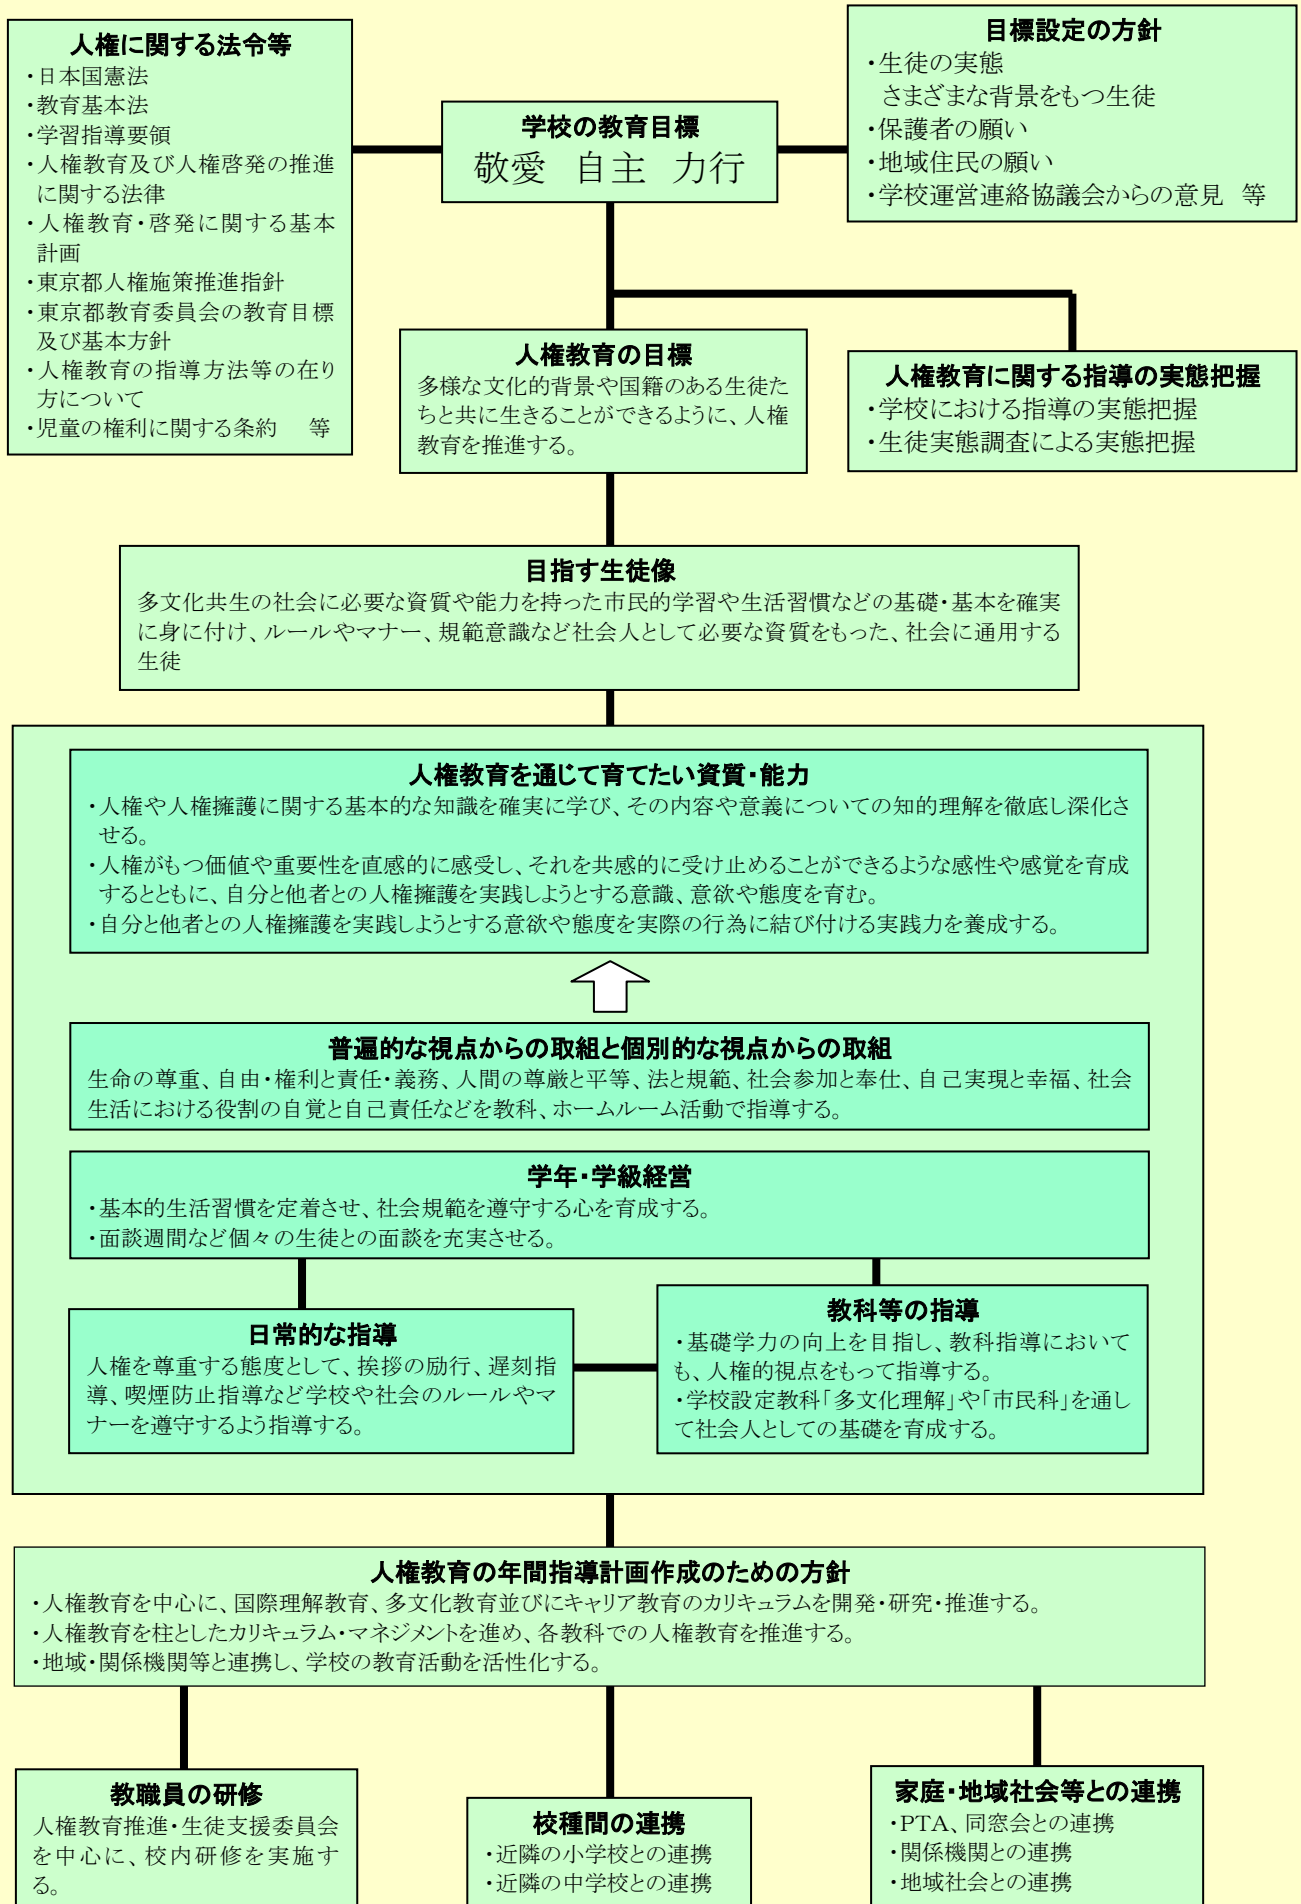 人権に関する法令等
・日本国憲法
・教育基本法
・学習指導要領
・人権教育及び人権啓発の推進
に関する法律
・人権教育・啓発に関する基本
計画
・東京都人権施策推進指針
・東京都教育委員会の教育目標
及び基本方針
・人権教育の指導方法等の在り
方について
・児童の権利に関する条約　等
学校の教育目標
敬愛　自主　力行
目標設定の方針
・生徒の実態
さまざまな背景をもつ生徒
・保護者の願い
・地域住民の願い
・学校運営連絡協議会からの意見　等
人権教育の目標
多様な文化的背景や国籍のある生徒た
ちと共に生きることができるように、人権
教育を推進する。
人権教育に関する指導の実態把握
・学校における指導の実態把握
・生徒実態調査による実態把握
目指す生徒像
多文化共生の社会に必要な資質や能力を持った市民的学習や生活習慣などの基礎・基本を確実
に身に付け、ルールやマナー、規範意識など社会人として必要な資質をもった、社会に通用する
生徒
人権教育を通じて育てたい資質・能力
・人権や人権擁護に関する基本的な知識を確実に学び、その内容や意義についての知的理解を徹底し深化さ
せる。
・人権がもつ価値や重要性を直感的に感受し、それを共感的に受け止めることができるような感性や感覚を育成
するとともに、自分と他者との人権擁護を実践しようとする意識、意欲や態度を育む。
・自分と他者との人権擁護を実践しようとする意欲や態度を実際の行為に結び付ける実践力を養成する。
普遍的な視点からの取組と個別的な視点からの取組
生命の尊重、自由・権利と責任・義務、人間の尊厳と平等、法と規範、社会参加と奉仕、自己実現と幸福、社会
生活における役割の自覚と自己責任などを教科、ホームルーム活動で指導する。
学年・学級経営
・基本的生活習慣を定着させ、社会規範を遵守する心を育成する。
・面談週間など個々の生徒との面談を充実させる。
日常的な指導
人権を尊重する態度として、挨拶の励行、遅刻指
導、喫煙防止指導など学校や社会のルールやマ
ナーを遵守するよう指導する。
教科等の指導
・基礎学力の向上を目指し、教科指導において
も、人権的視点をもって指導する。
・学校設定教科「多文化理解」や「市民科」を通し
て社会人としての基礎を育成する。
人権教育の年間指導計画作成のための方針
・人権教育を中心に、国際理解教育、多文化教育並びにキャリア教育のカリキュラムを開発・研究・推進する。
・人権教育を柱としたカリキュラム・マネジメントを進め、各教科での人権教育を推進する。
・地域・関係機関等と連携し、学校の教育活動を活性化する。
教職員の研修
人権教育推進・生徒支援委員会
を中心に、校内研修を実施す
る。
校種間の連携
・近隣の小学校との連携
・近隣の中学校との連携
家庭・地域社会等との連携
・PTA、同窓会との連携
・関係機関との連携
・地域社会との連携